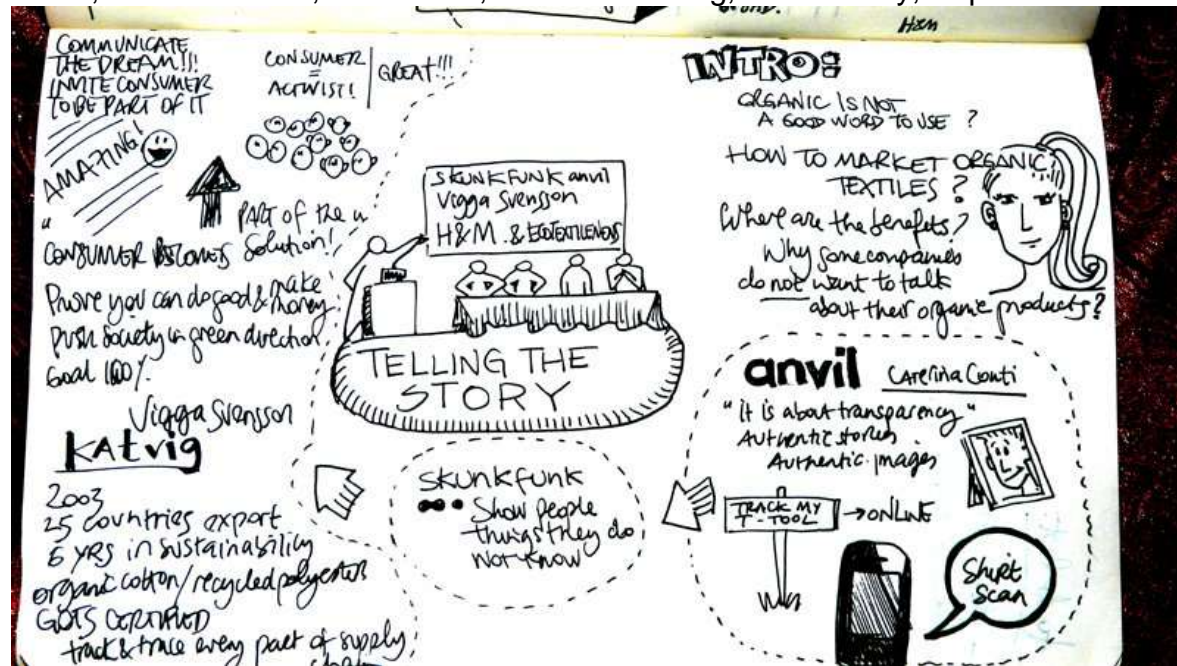 H&M
INTRO:
ORGANIC IS NOT
A GOOD WORD TO USE ?
HOW TO MARKET ORGANIC
TEXTILES ?
Where are the benefits?
Why some companies
do not want to talk
about their organic products?
anvil Caterina Conti
"it is about transparency"
Authentic stories
Authentic images
TRACK MY
T-TOOL → ONLINE
Shirt
Scan
SKUNKFUNK anvil
Vigga Svensson
H&M. & ECOTEXTILENEWS
TELLING THE
STORY
SKUNKFUNK
Show people
things they do
not know
COMMUNICATE
THE DREAM!!!
INVITE CONSUMER
TO BE PART OF IT
CONSUMER
=
ACTIVIST!
GREAT!!!
AMAZING!
PART of the
solution!
CONSUMER BECOMES
Prove you can do good & make
money
Push society in green direction
Goal 100%
Vigga Svensson
KAtvig
2003
25 countries export
6 yrs in sustainability
organic cotton/recycled polyesters
GOTS CERTIFIED
track & trace every part of supply